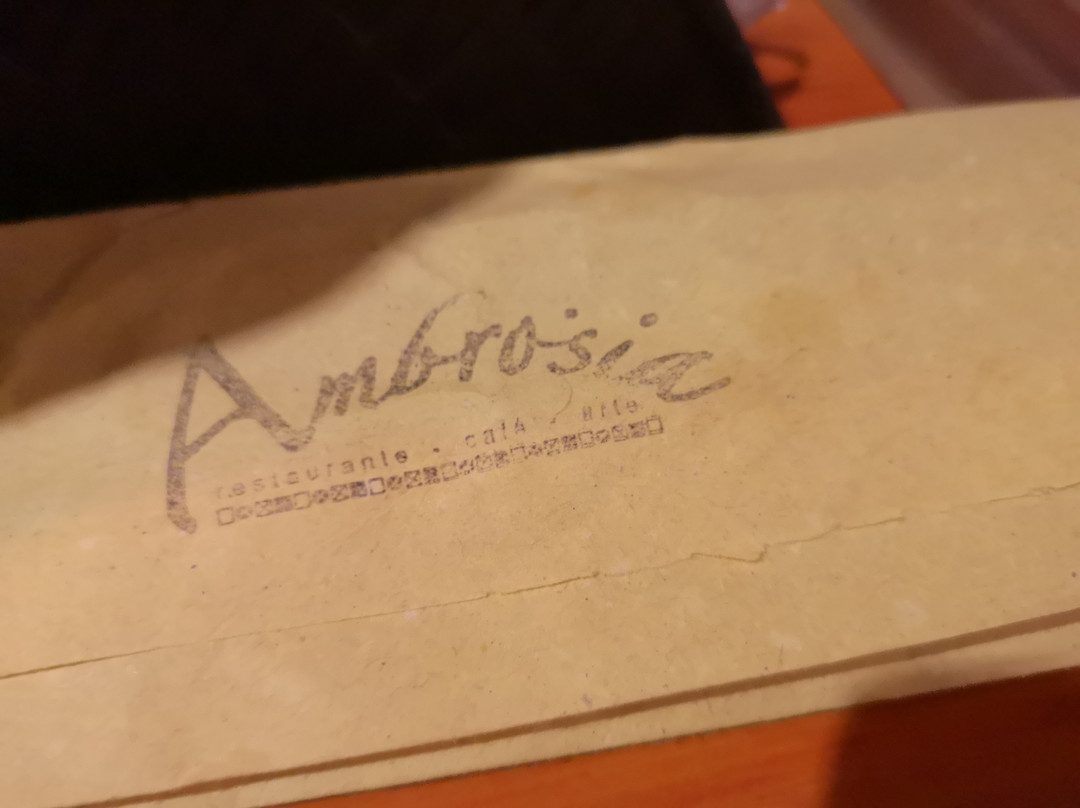 Ambrosia
restaurante . café . arte